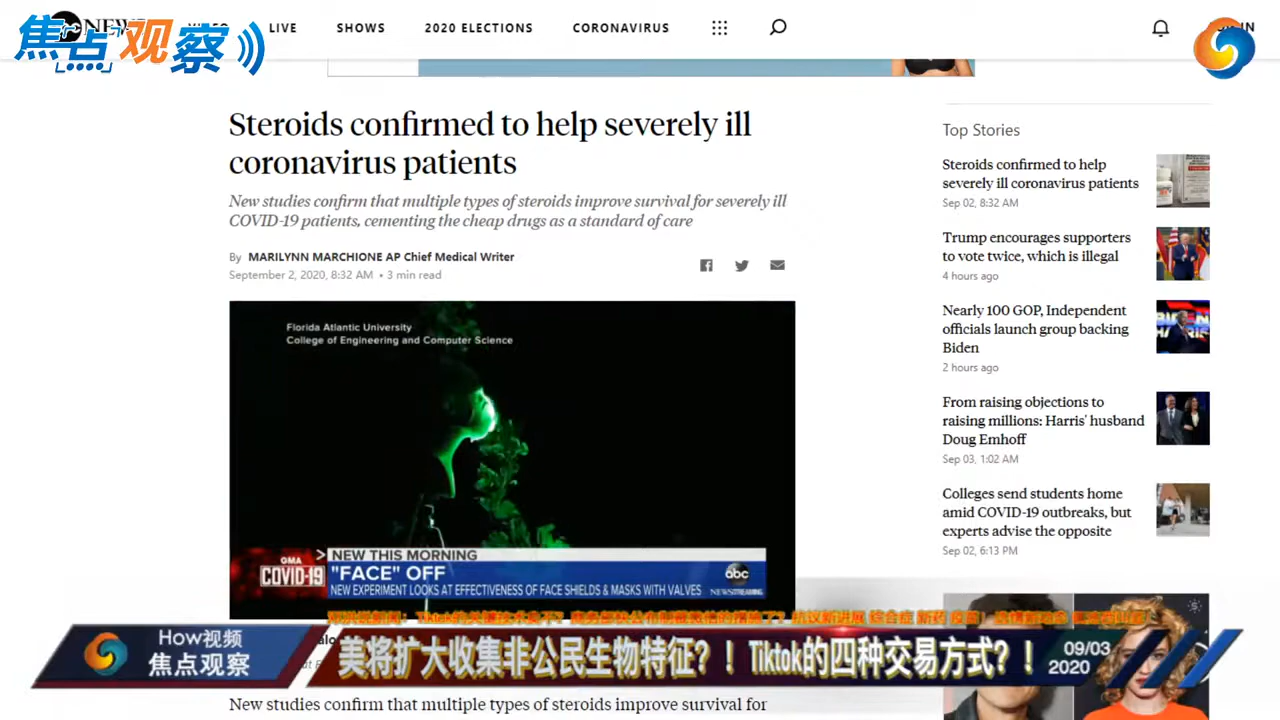 焦点观察
NEWS
VIDEO
LIVE
SHOWS
2020 ELECTIONS
CORONAVIRUS
Steroids confirmed to help severely ill
coronavirus patients
New studies confirm that multiple types of steroids improve survival for severely ill
COVID-19 patients, cementing the cheap drugs as a standard of care
By MARILYNN MARCHIONE AP Chief Medical Writer
September 2, 2020, 8:32 AM • 3 min read
Florida Atlantic University
College of Engineering and Computer Science
GMA
COVID-19
NEW THIS MORNING
"FACE" OFF
NEW EXPERIMENT LOOKS AT EFFECTIVENESS OF FACE SHIELDS & MASKS WITH VALVES
abc
NEWS
Top Stories
Steroids confirmed to help
severely ill coronavirus patients
Sep 02, 8:32 AM
Trump encourages supporters
to vote twice, which is illegal
4 hours ago
Nearly 100 GOP, Independent
officials launch group backing
Biden
2 hours ago
From raising objections to
raising millions: Harris' husband
Doug Emhoff
Sep 03, 1:02 AM
Colleges send students home
amid COVID-19 outbreaks, but
experts advise the opposite
Sep 02, 6:13 PM
How视频
焦点观察
美将扩大收集非公民生物特征？！Tiktok的四种交易方式？！
09/03
2020
New studies confirm that multiple types of steroids improve survival for